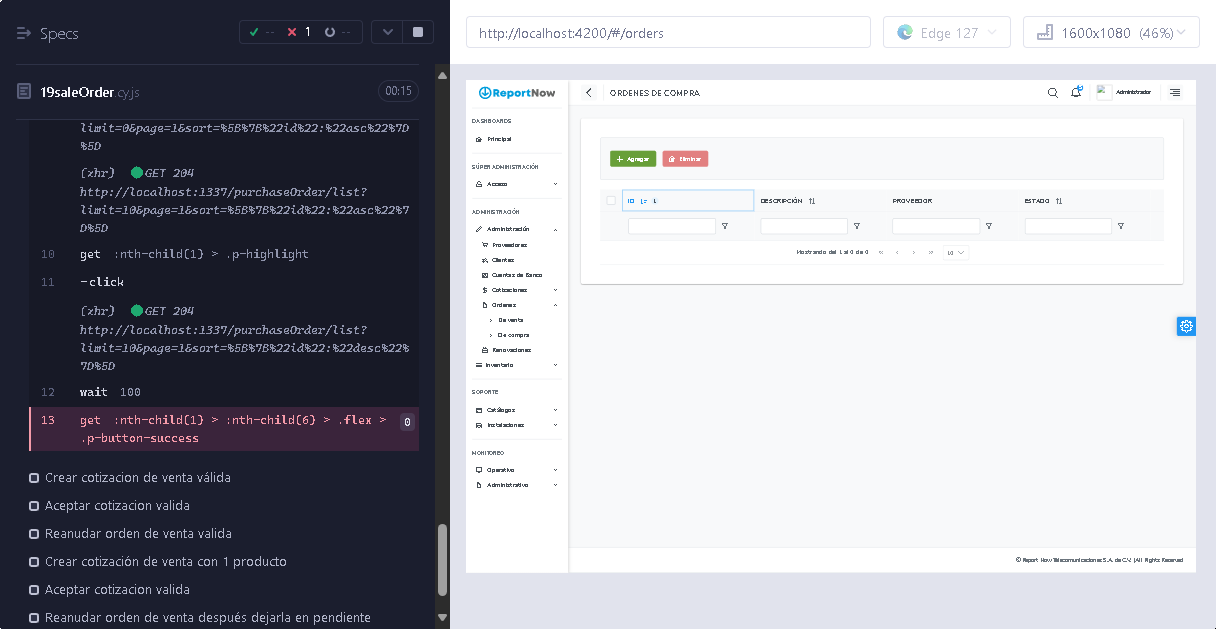 Specs
-- 1 --
19saleOrder.cy.js
00:15
limit=0&page=1&sort=%5B%7B%22id%22:%22asc%22%7D
%5D
(xhr) GET 204
http://localhost:1337/purchaseOrder/list?
limit=10&page=1&sort=%5B%7B%22id%22:%22asc%22%7
D%5D
10 get :nth-child(1) > .p-highlight
11 -click
(xhr) GET 204
http://localhost:1337/purchaseOrder/list?
limit=10&page=1&sort=%5B%7B%22id%22:%22desc%22%
7D%5D
12 wait 100
13 get :nth-child(1) > :nth-child(6) > .flex > 0
.p-button-success
Crear cotizacion de venta válida
Aceptar cotizacion valida
Reanudar orden de venta valida
Crear cotización de venta con 1 producto
Aceptar cotizacion valida
Reanudar orden de venta después dejarla en pendiente
http://localhost:4200/#/orders
Edge 127
1600x1080 (46%)
ReportNow
DASHBOARDS
Principal
SÚPER ADMINISTRACIÓN
Acceso
ADMINISTRACIÓN
Administración
Proveedores
Clientes
Cuentas de Banco
Cotizaciones
Ordenes
De venta
De compra
Renovaciones
Inventario
SOPORTE
Catálogos
Instalaciones
MONITOREO
Operativo
Administrativo
ORDENES DE COMPRA
Administrador
Agregar
Eliminar
ID 1
DESCRIPCIÓN
PROVEEDOR
ESTADO
Mostrando del 1 al 0 de 0
« ‹ › »
10
© Report Now Telecomunicaciones S.A. de C.V. | All Rights Reserved